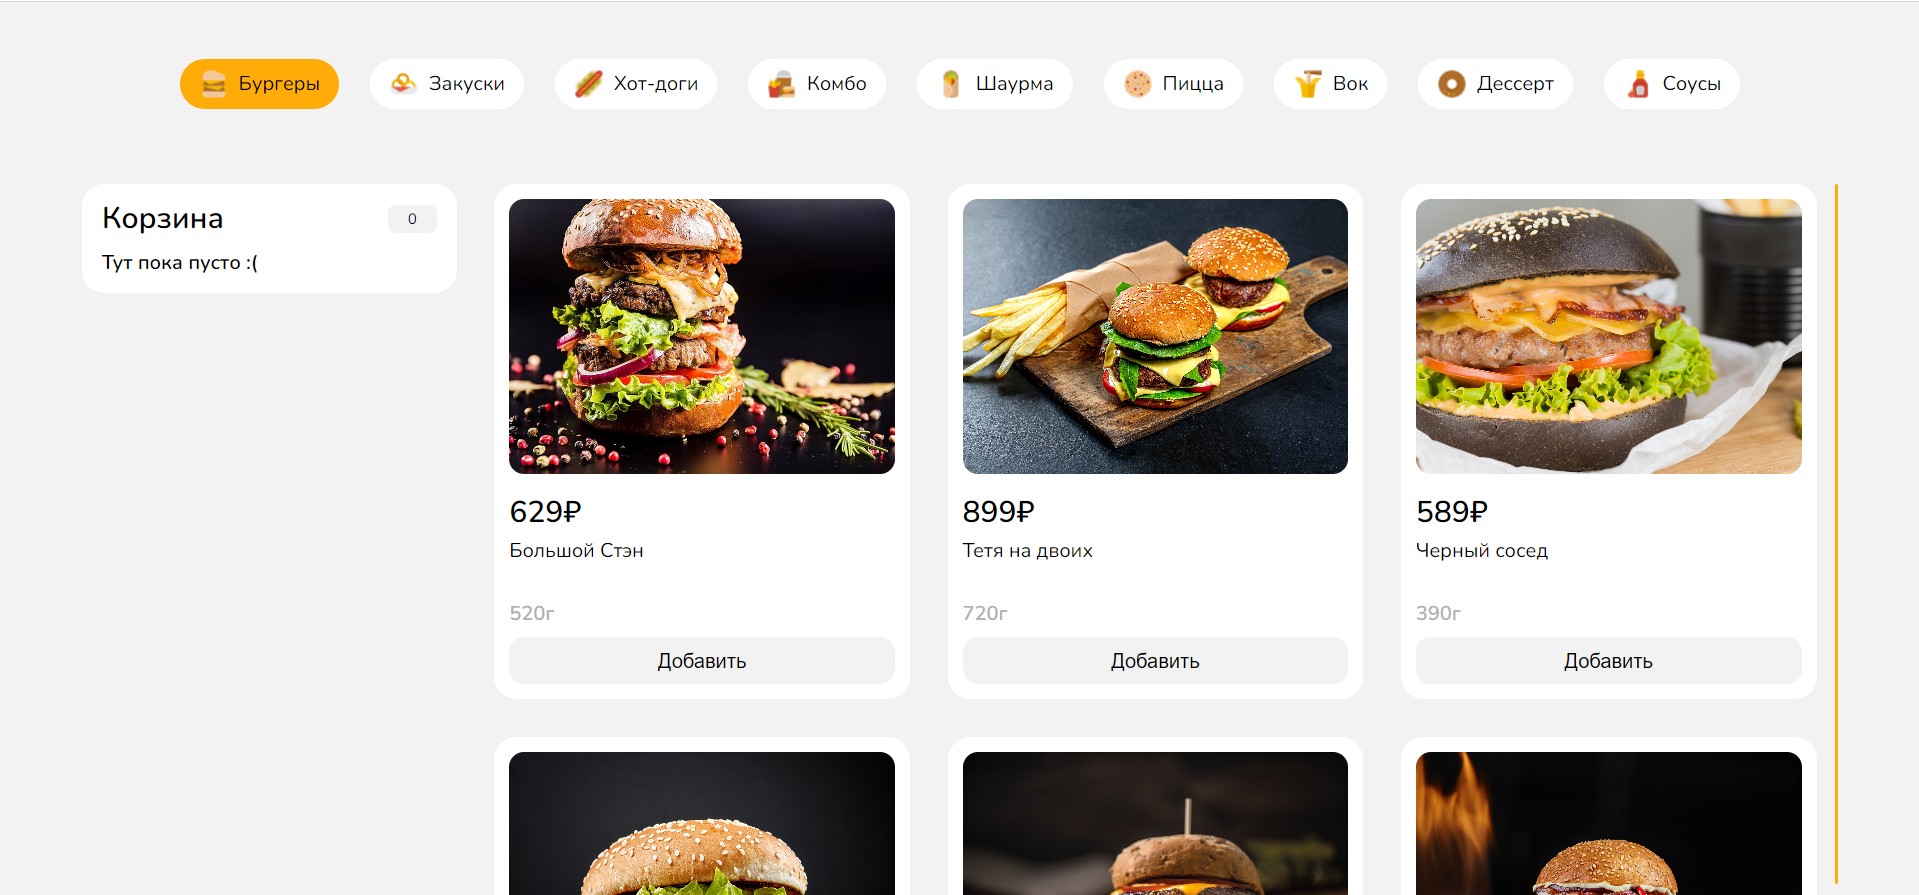 Бургеры
Закуски
Хот-доги
Комбо
Шаурма
Пицца
Вок
Дессерт
Соусы
Корзина
0
Тут пока пусто :(
629₽
Большой Стэн
520г
Добавить
899₽
Тетя на двоих
720г
Добавить
589₽
Черный сосед
390г
Добавить